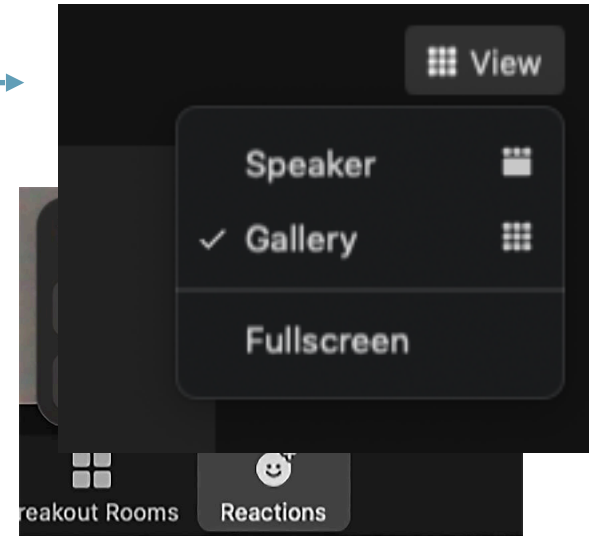 View
Speaker
Gallery
Fullscreen
reakout Rooms
Reactions